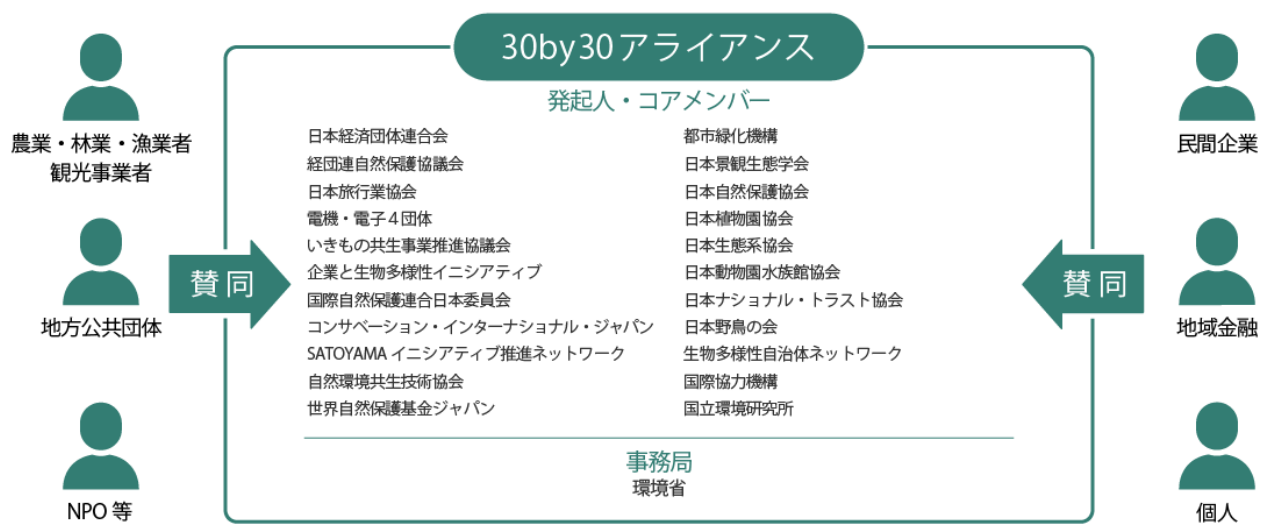 30by30アライアンス
発起人・コアメンバー
日本経済団体連合会
経団連自然保護協議会
日本旅行業協会
電機・電子4団体
いきもの共生事業推進協議会
企業と生物多様性イニシアティブ
国際自然保護連合日本委員会
コンサベーション・インターナショナル・ジャパン
SATOYAMA イニシアティブ推進ネットワーク
自然環境共生技術協会
世界自然保護基金ジャパン
都市緑化機構
日本景観生態学会
日本自然保護協会
日本植物園協会
日本生態系協会
日本動物園水族館協会
日本ナショナル・トラスト協会
日本野鳥の会
生物多様性自治体ネットワーク
国際協力機構
国立環境研究所
事務局
環境省
農業・林業・漁業者
観光事業者
地方公共団体
NPO 等
賛同
賛同
民間企業
地域金融
個人